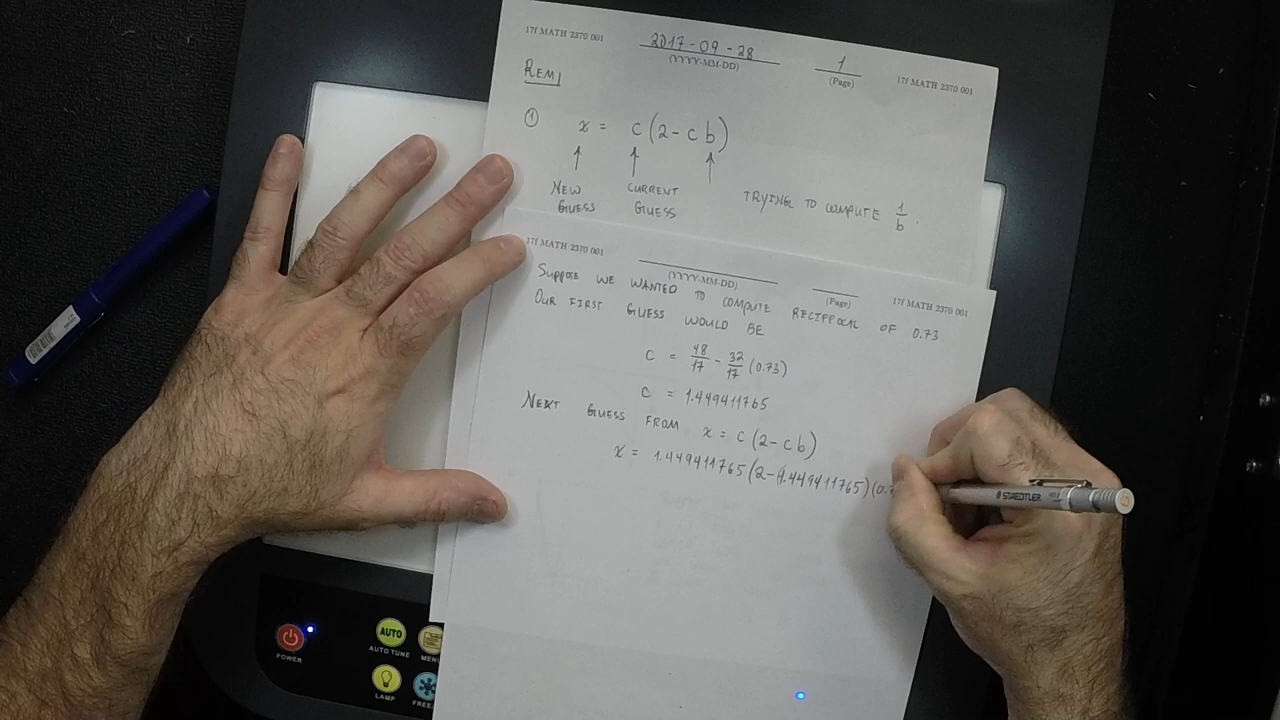 17f MATH 2370 001
2017-09-28
(YYYY-MM-DD)
1
(Page)
17f MATH 2370 001
REM
① x = c(2-cb)
NEW GUESS
CURRENT GUESS
TRYING TO COMPUTE 1/b.
17f MATH 2370 001
(YYYY-MM-DD)
(Page)
17f MATH 2370 001
SUPPOSE WE WANTED TO COMPUTE RECIPROCAL OF 0.73
OUR FIRST GUESS WOULD BE
C = 48/17 - 32/17 (0.73)
C = 1.449411765
NEXT GUESS FROM x = c(2-cb)
x = 1.449411765(2-(1.449411765)(0.7
STAEDTLER
POWER
AUTO
AUTO TUNE
MEN
LAMP
FREE